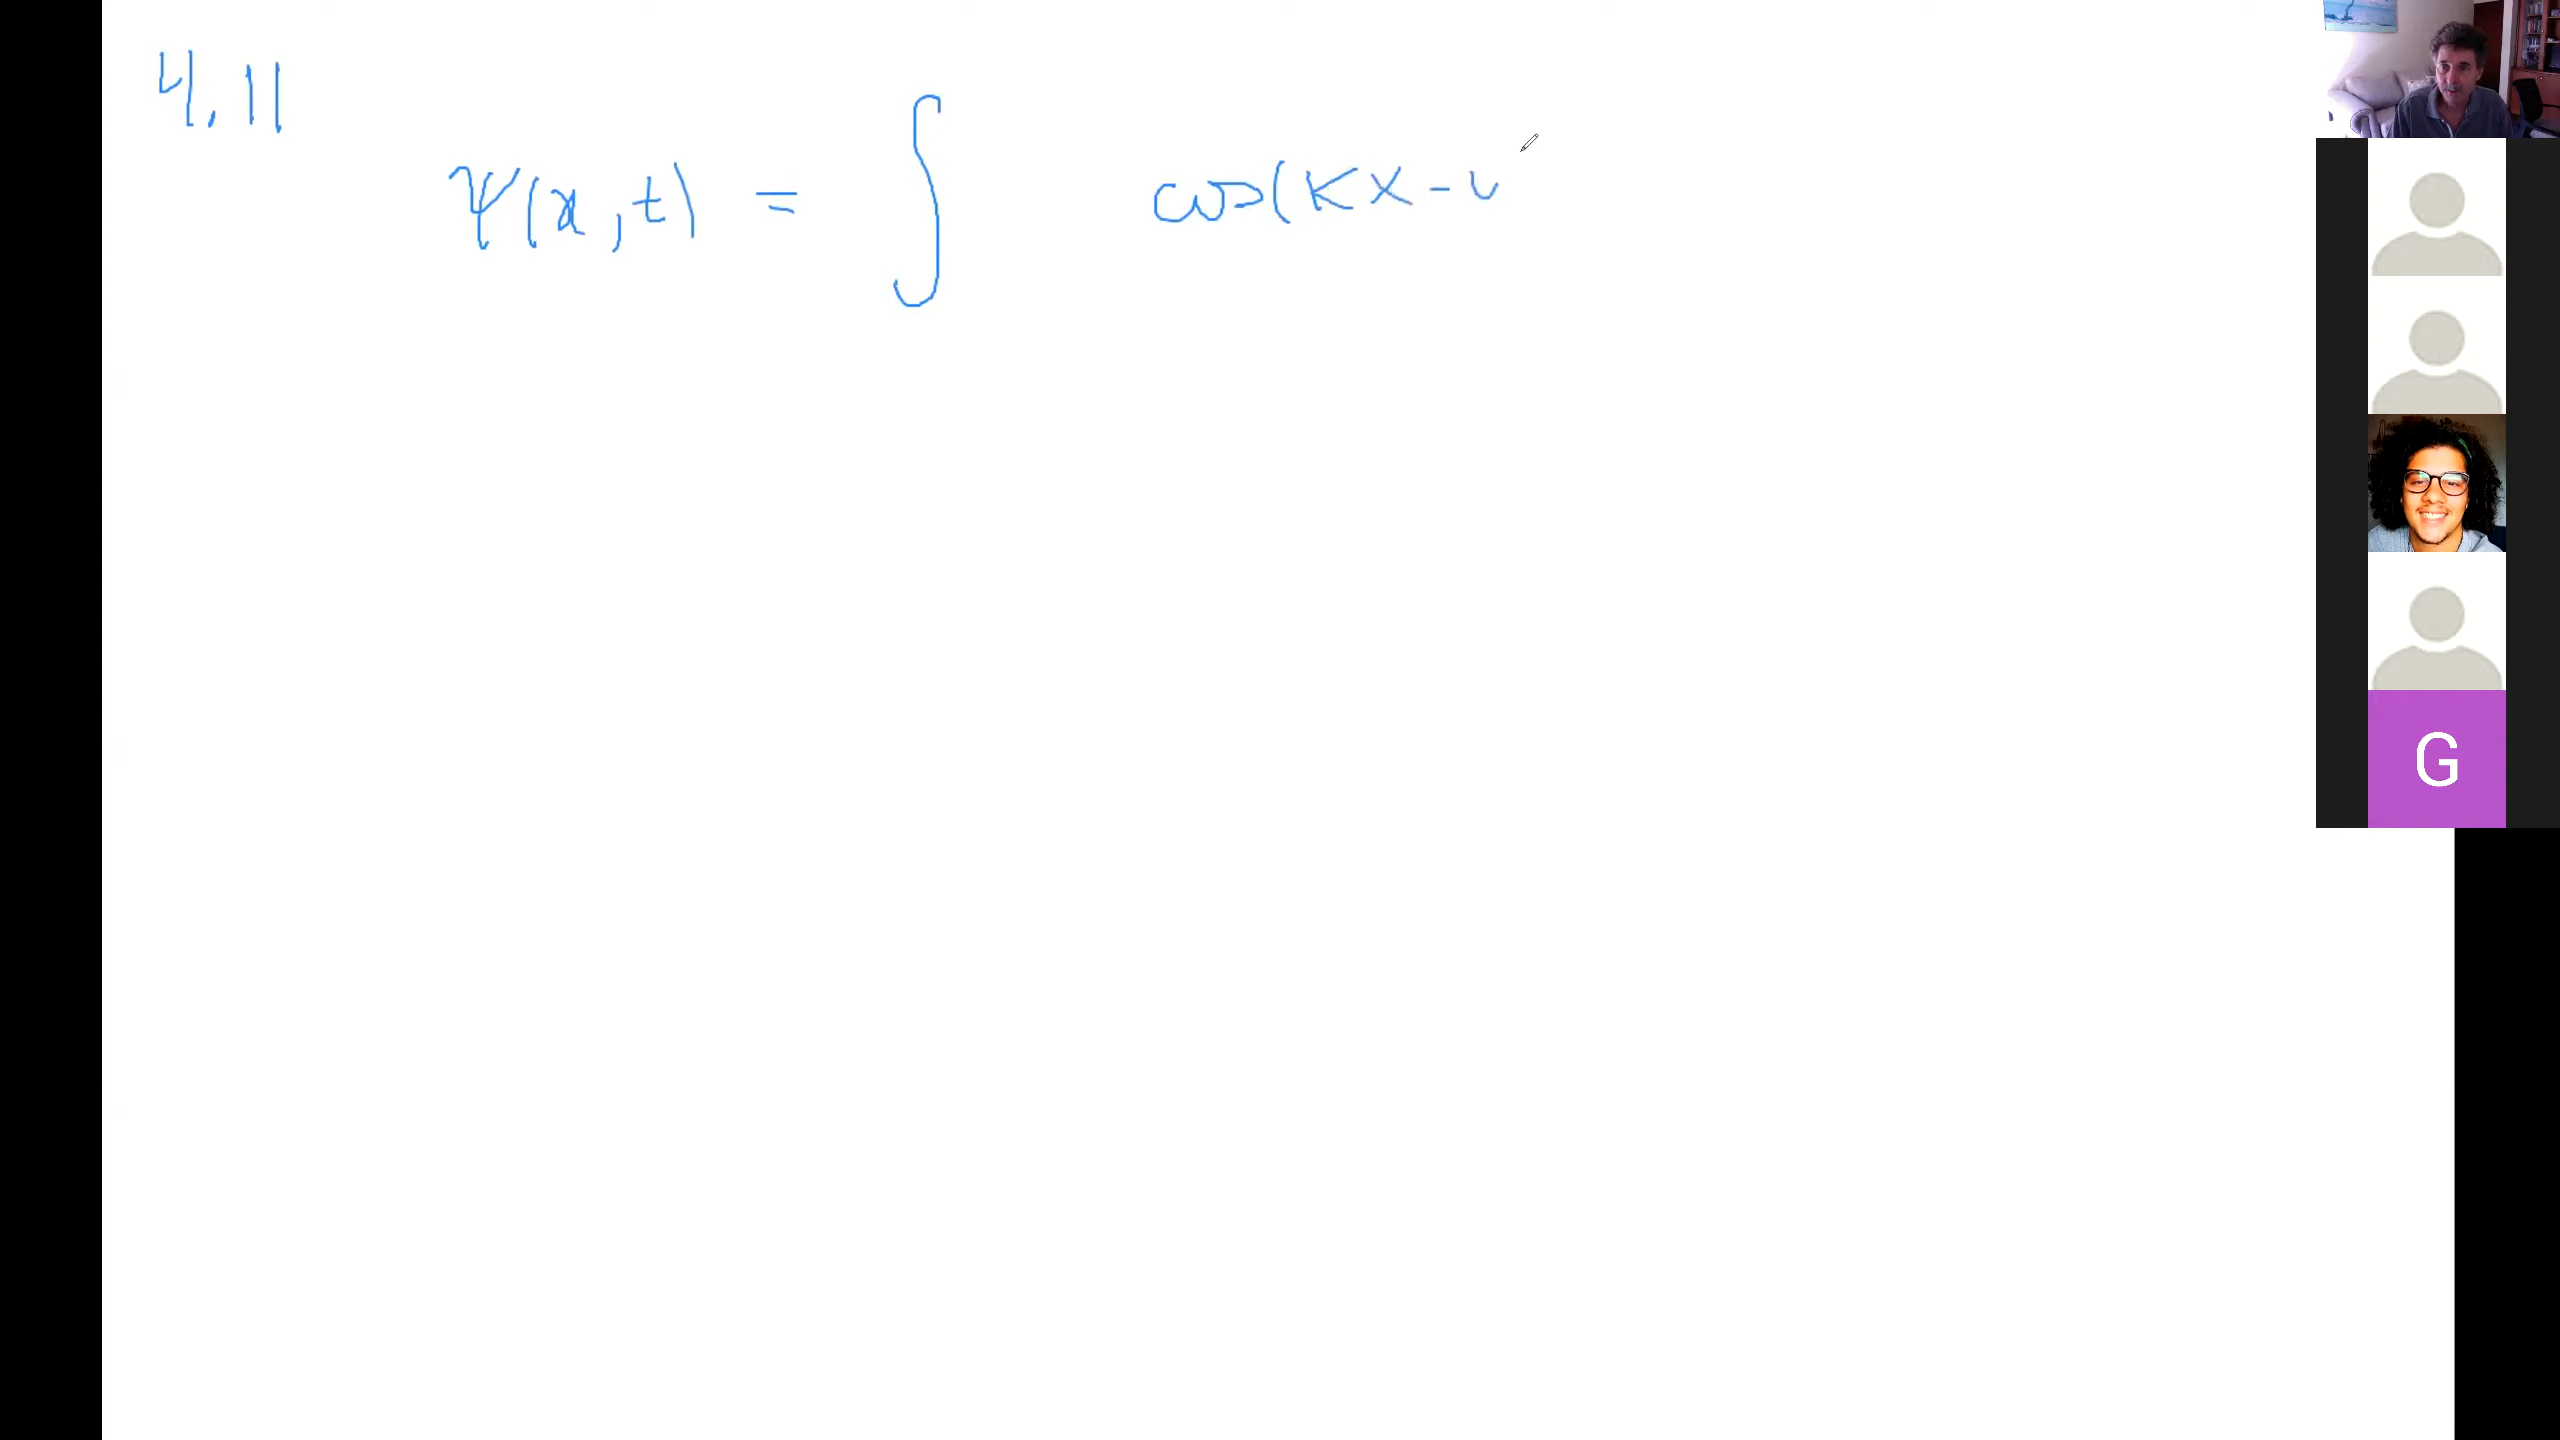 4.11
Ψ(x,t) = ∫ cos(kx-
G